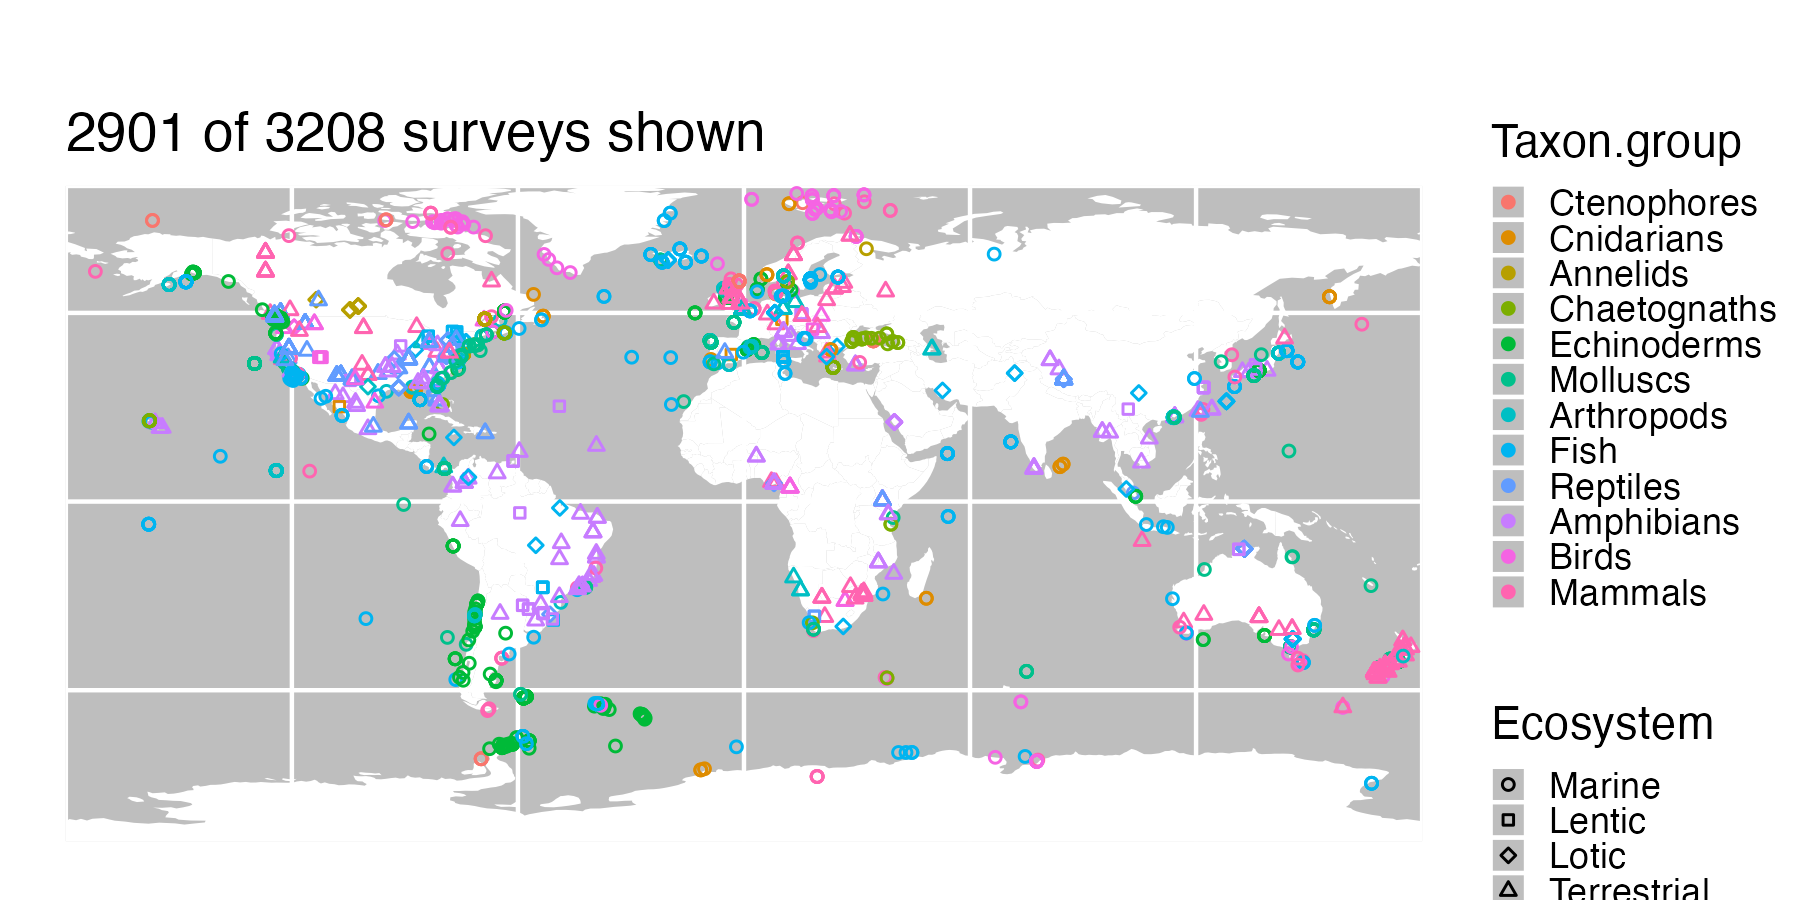 2901 of 3208 surveys shown
Taxon.group
Ctenophores
Cnidarians
Annelids
Chaetognaths
Echinoderms
Molluscs
Arthropods
Fish
Reptiles
Amphibians
Birds
Mammals
Ecosystem
Marine
Lentic
Lotic
Terrestrial